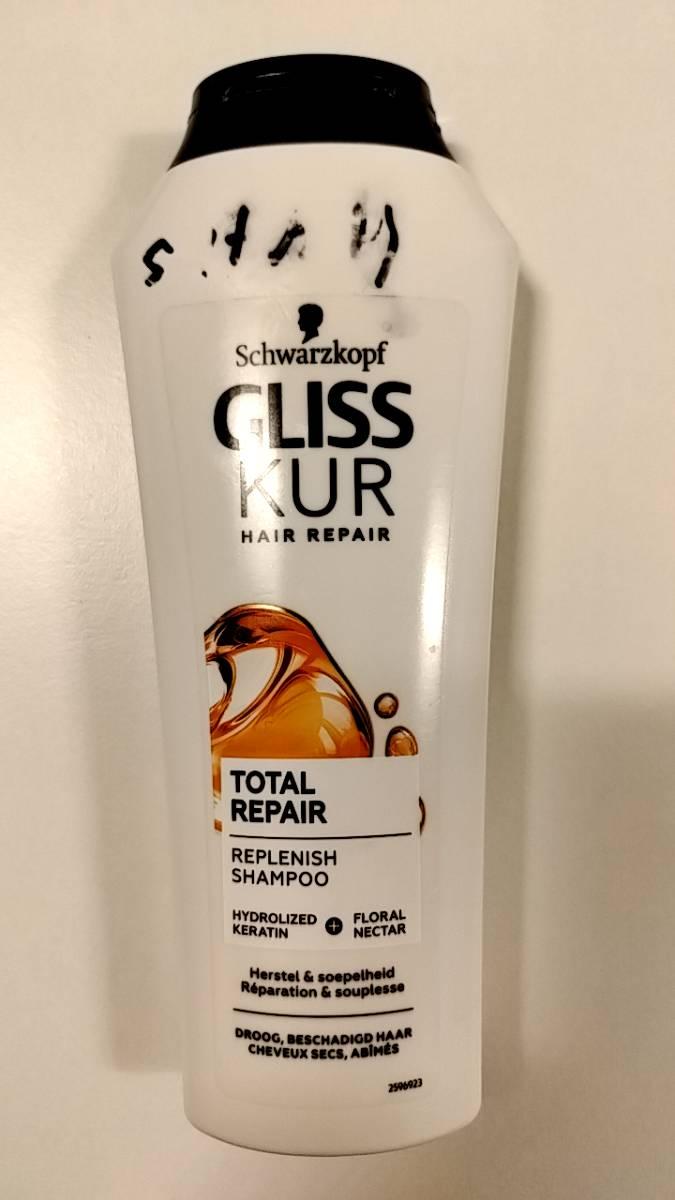 Schwarzkopf
GLISS
KUR
HAIR REPAIR
TOTAL
REPAIR
REPLENISH
SHAMPOO
HYDROLIZED
KERATIN
+
FLORAL
NECTAR
Herstel & soepelheid
Réparation & souplesse
DROOG, BESCHADIGD HAAR
CHEVEUX SECS, ABÎMÉS
2596923